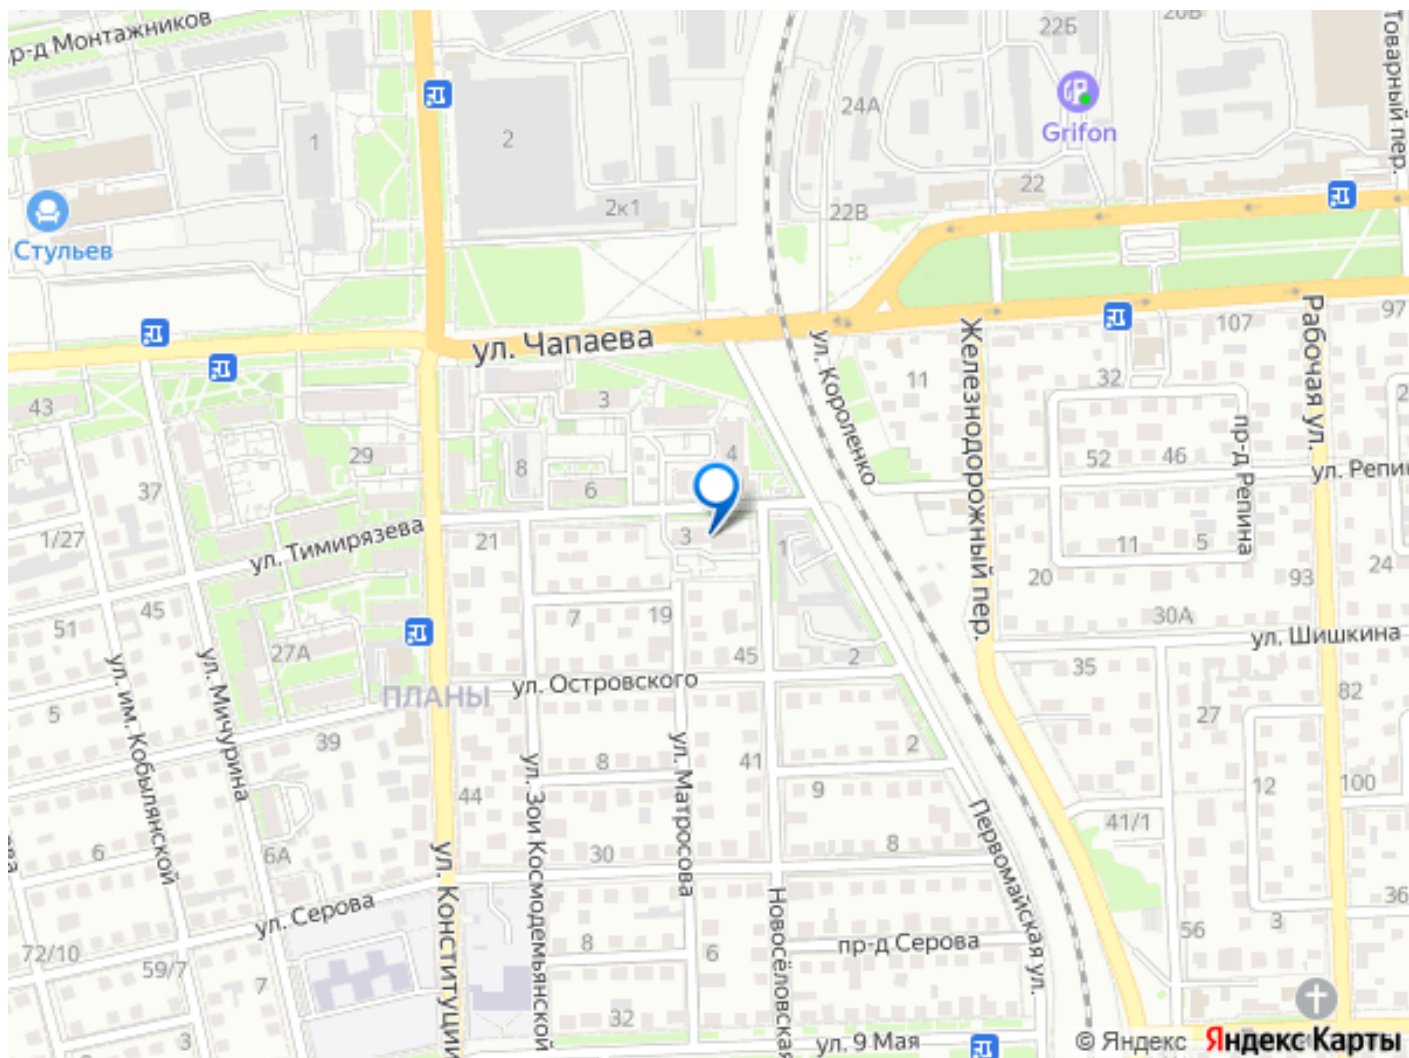 пр-д Монтажников
22Б
20В
Товарный пер.
24А
Grifon
1
2
2к1
22
22В
Стульев
ул. Чапаева
ул. Короленко
Железнодорожный пер.
107
Рабочая ул.
97
11
32
43
3
пр-д Репина
29
8
4
52
46
ул. Репин
37
6
1/27
ул. Тимирязева
21
3
1
11
5
24
20
93
45
7
19
30А
51
ул. Шишкина
27А
45
2
35
ул. им. Кобылянской
ул. Мичурина
ПЛАНЫ
ул. Островского
82
5
27
39
ул. Зои Космодемьянской
8
ул. Матросова
41
2
12
100
44
9
Первомайская ул.
41/1
6
6А
ул. Конституции
30
8
ул. Серова
Новосёловская
36
3
72/10
59/7
7
8
6
пр-д Серова
56
3
32
ул. 9 Мая
© Яндекс Яндекс Карты